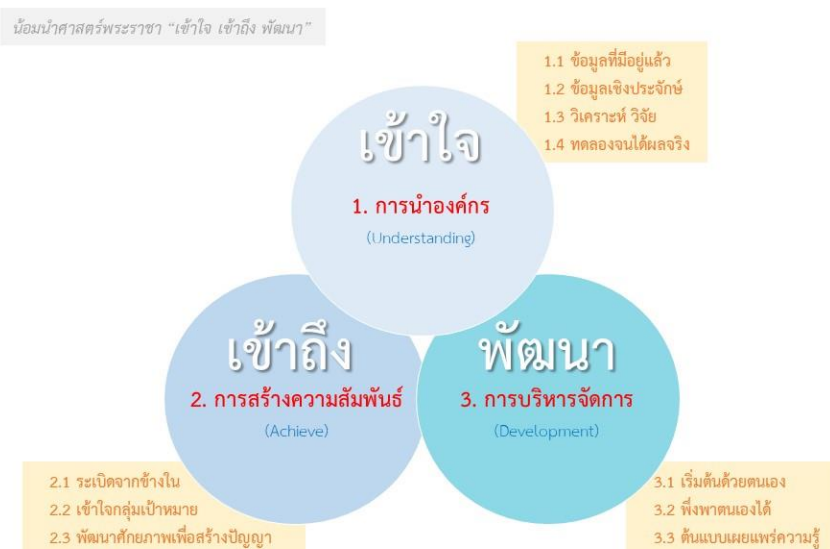 น้อมนำศาสตร์พระราชา “เข้าใจ เข้าถึง พัฒนา”
1.1 ข้อมูลที่มีอยู่แล้ว
1.2 ข้อมูลเชิงประจักษ์
1.3 วิเคราะห์ วิจัย
1.4 ทดลองจนได้ผลจริง
เข้าใจ
1. การนำองค์กร
(Understanding)
เข้าถึง
2. การสร้างความสัมพันธ์
(Achieve)
พัฒนา
3. การบริหารจัดการ
(Development)
2.1 ระเบิดจากข้างใน
2.2 เข้าใจกลุ่มเป้าหมาย
2.3 พัฒนาศักยภาพเพื่อสร้างปัญญา
3.1 เริ่มต้นด้วยตนเอง
3.2 พึ่งพาตนเองได้
3.3 ต้นแบบเผยแพร่ความรู้